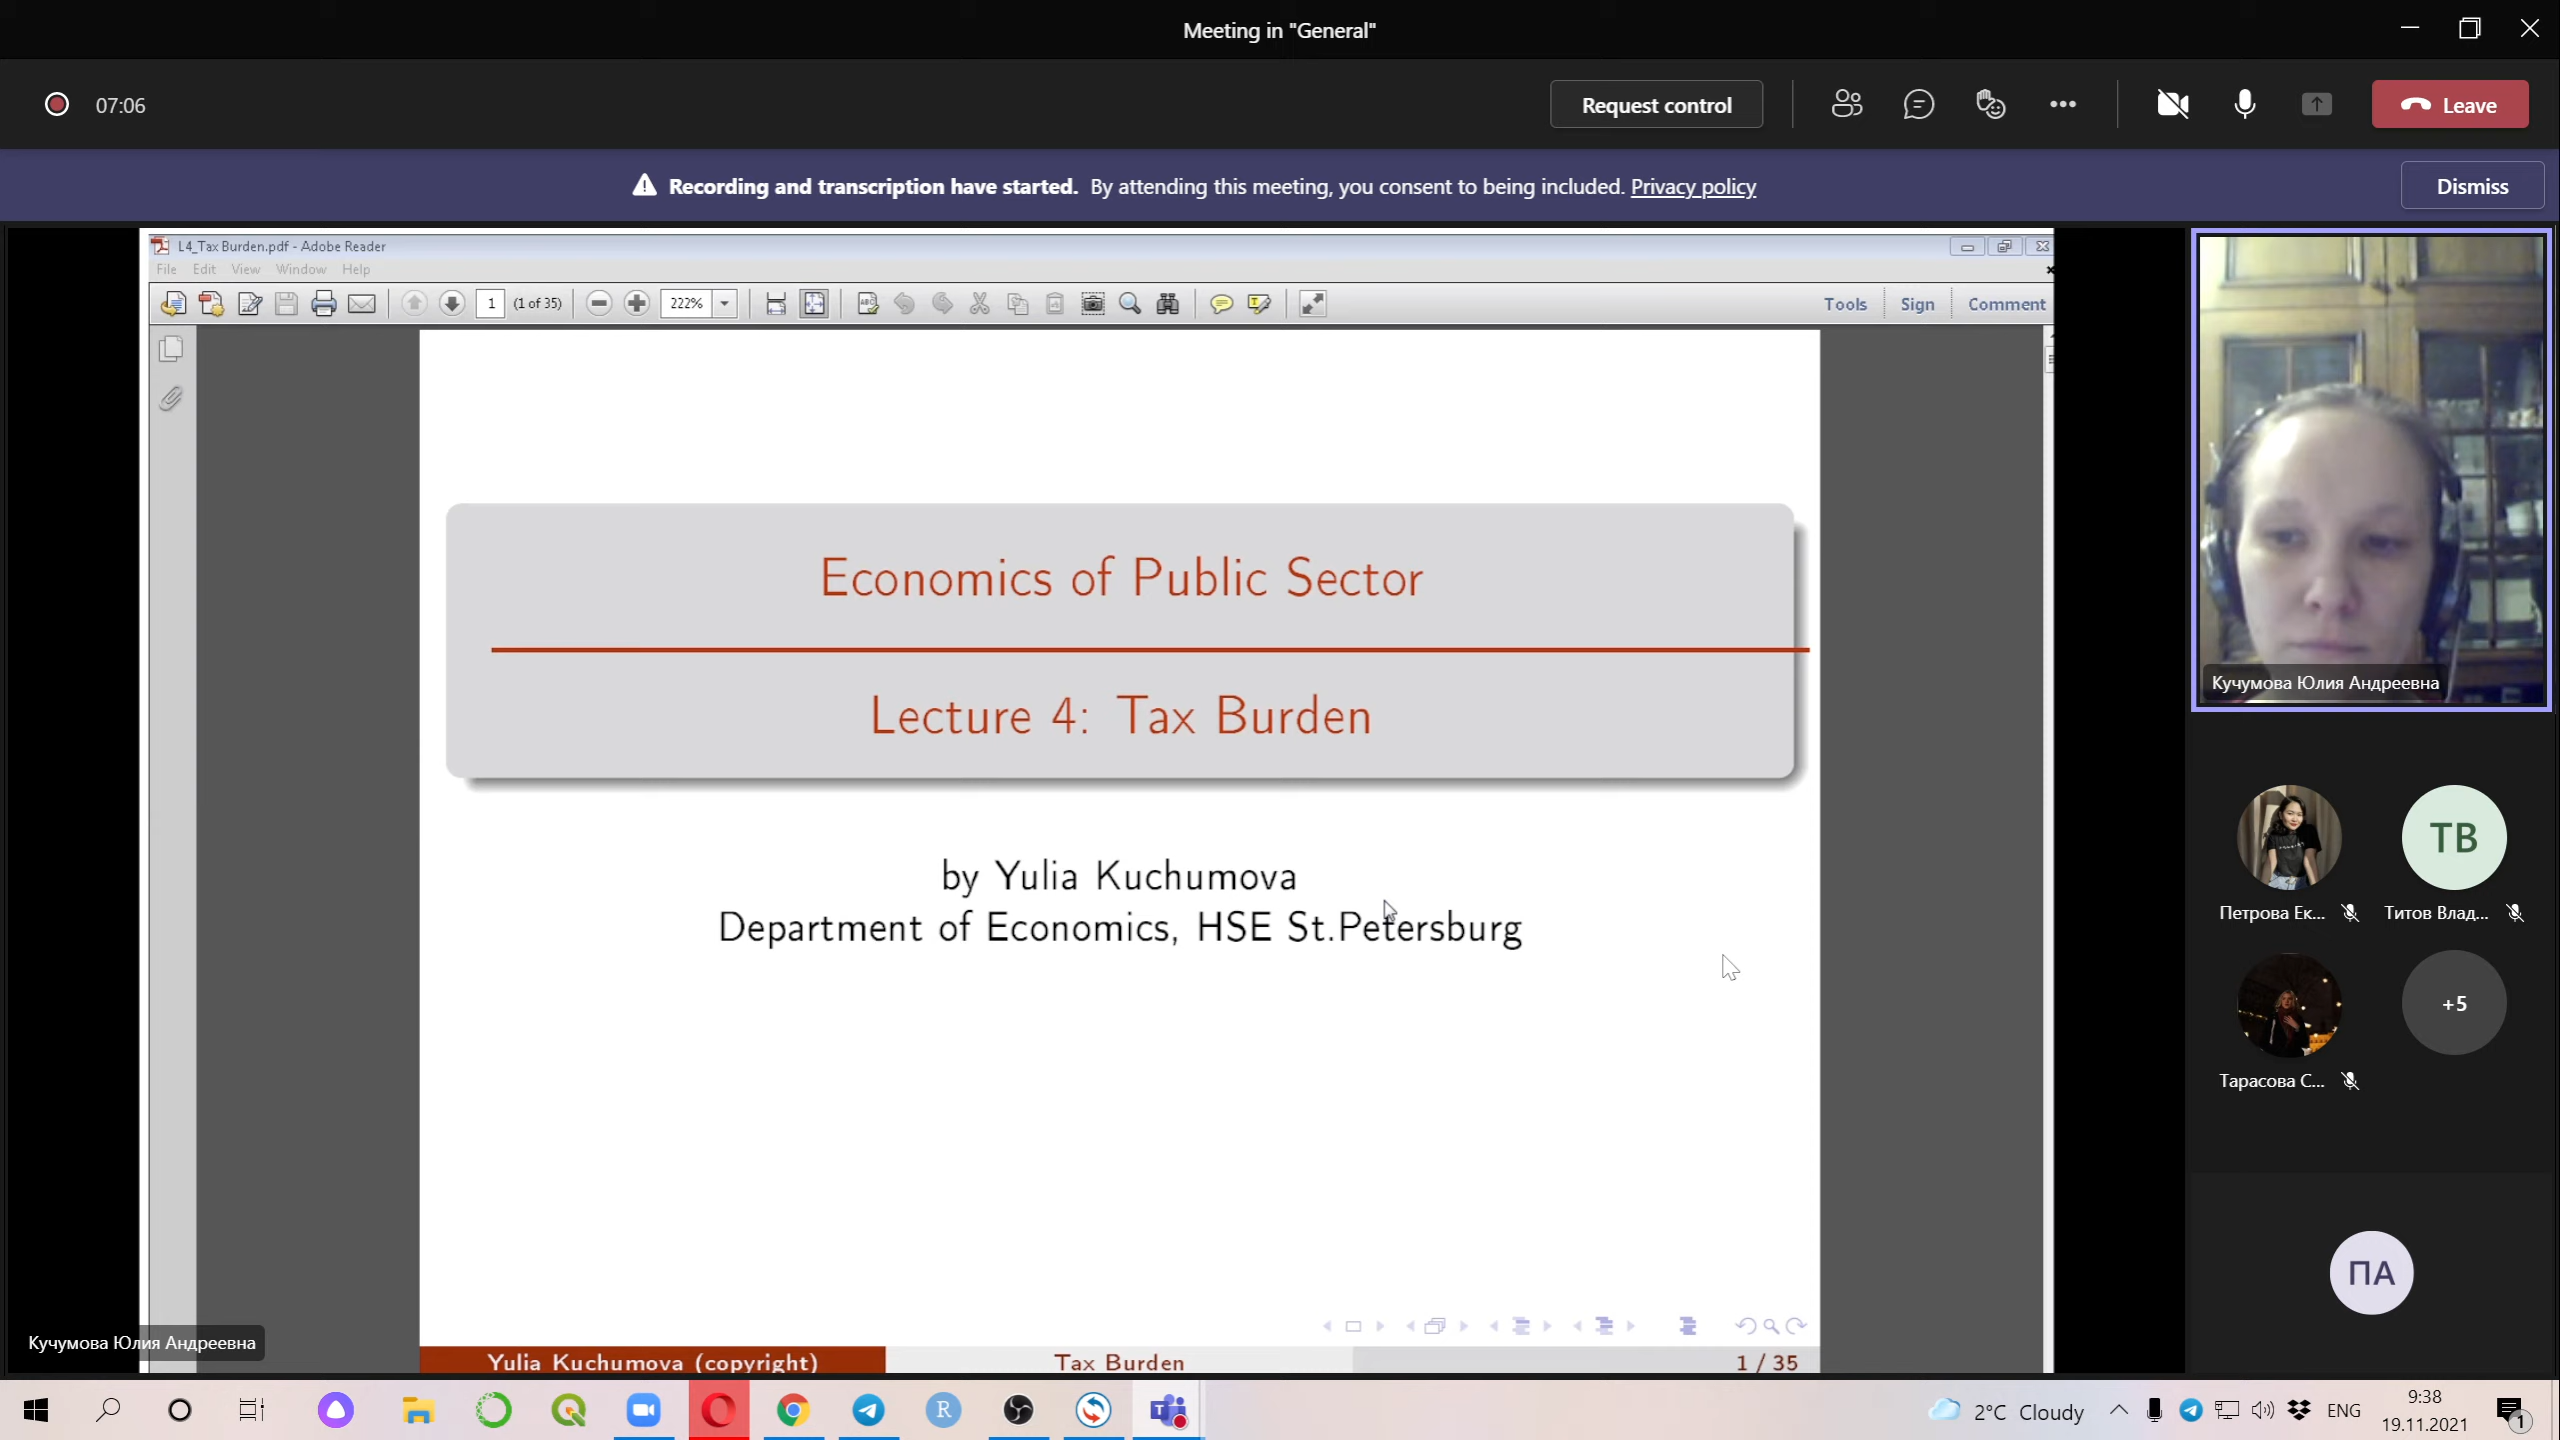 Meeting in "General"
07:06
Request control
Leave
Recording and transcription have started. By attending this meeting, you consent to being included. Privacy policy
Dismiss
L4_Tax Burden.pdf - Adobe Reader
File Edit View Window Help
1 (1 of 35) 222% Tools Sign Comment
Economics of Public Sector
Lecture 4: Tax Burden
by Yulia Kuchumova
Department of Economics, HSE St.Petersburg
Yulia Kuchumova (copyright) Tax Burden 1 / 35
Кучумова Юлия Андреевна
Кучумова Юлия Андреевна
ТВ
Петрова Ек... Титов Влад...
+5
Тарасова С...
ПА
2°C Cloudy
ENG
9:38
19.11.2021
1